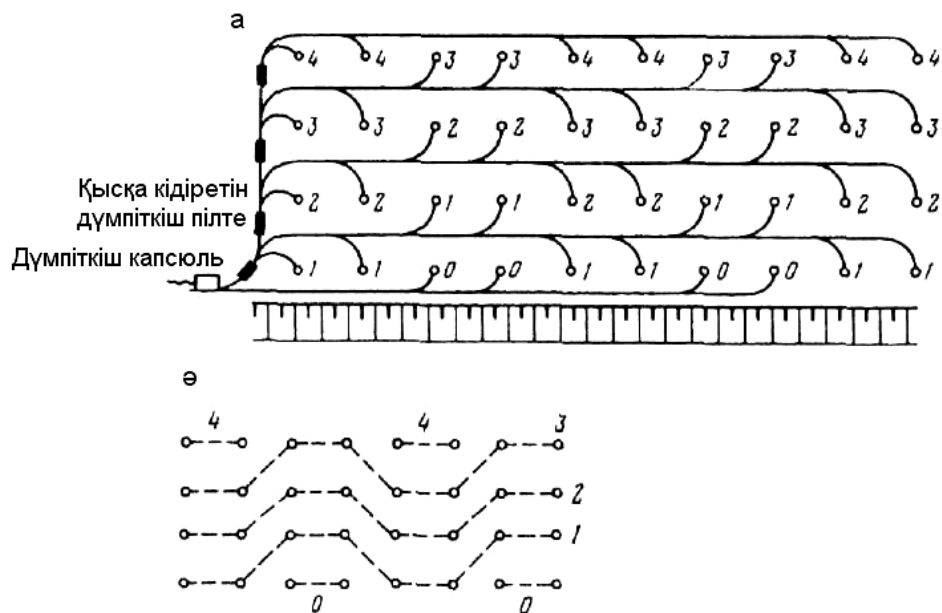 а
4 4 3 3 4 4 3 3 4 4
3 3 2 2 3 3 2 2 3 3
Қысқа кідіретін
дүмпіткіш пілте
2 2 1 1 2 2 1 1 2 2
Дүмпіткіш капсюль
1 1 0 0 1 1 0 0 1 1
ә
4 4 3
2
1
0 0